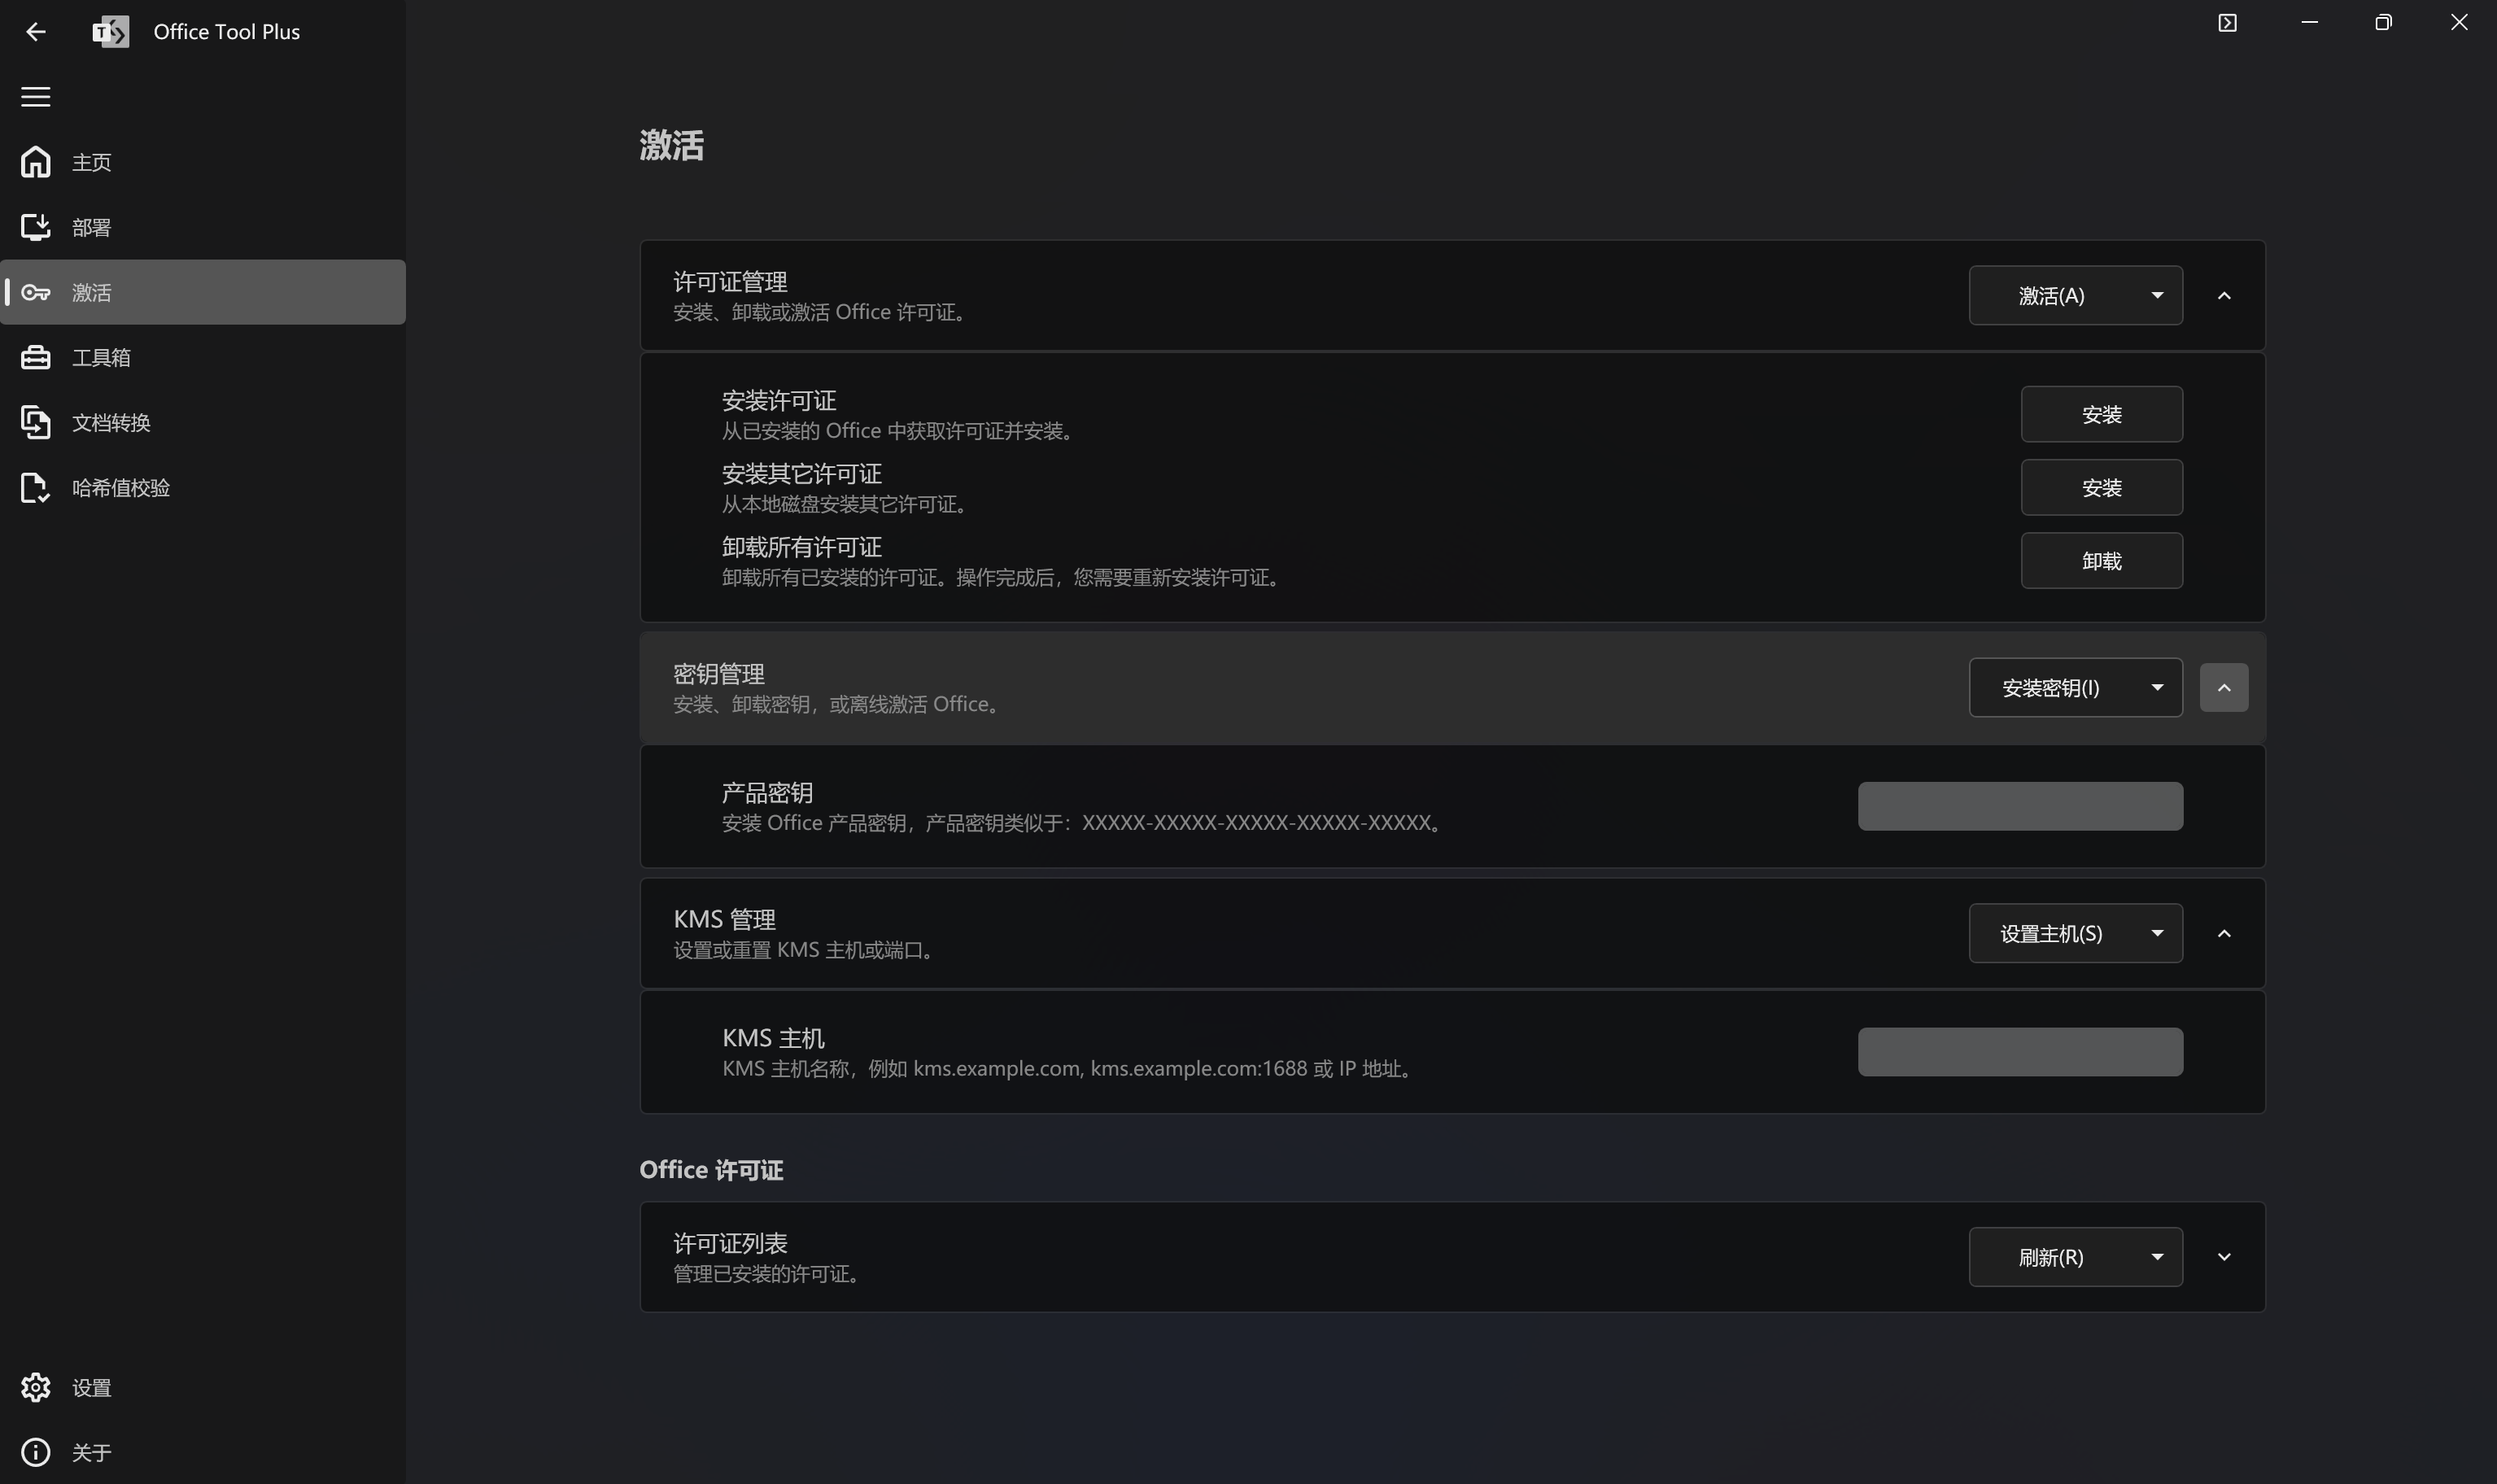 Office Tool Plus
主页
部署
激活
工具箱
文档转换
哈希值校验
设置
关于
激活
许可证管理
安装、卸载或激活 Office 许可证。
激活(A)
安装许可证
从已安装的 Office 中获取许可证并安装。
安装
安装其它许可证
从本地磁盘安装其它许可证。
安装
卸载所有许可证
卸载所有已安装的许可证。操作完成后，您需要重新安装许可证。
卸载
密钥管理
安装、卸载密钥，或离线激活 Office。
安装密钥(I)
产品密钥
安装 Office 产品密钥，产品密钥类似于：XXXXX-XXXXX-XXXXX-XXXXX-XXXXX。
KMS 管理
设置或重置 KMS 主机或端口。
设置主机(S)
KMS 主机
KMS 主机名称，例如 kms.example.com, kms.example.com:1688 或 IP 地址。
Office 许可证
许可证列表
管理已安装的许可证。
刷新(R)